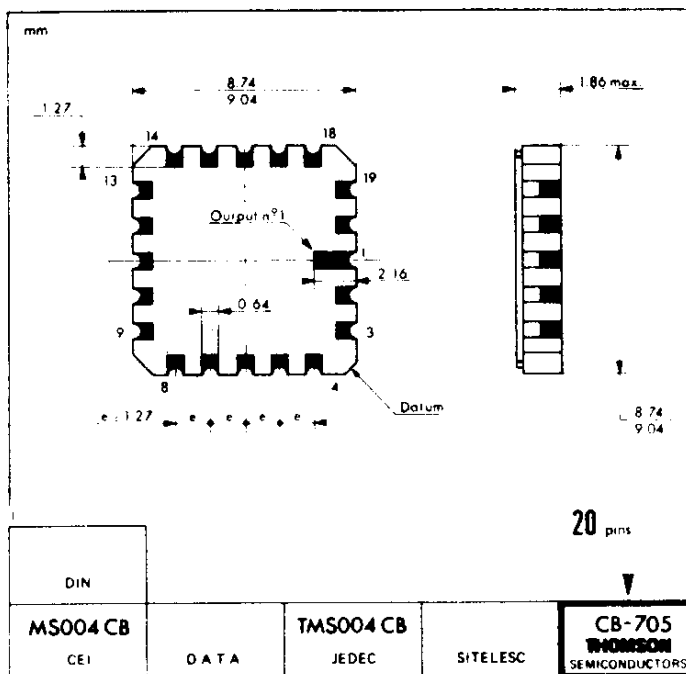 mm
8.74
9.04
1.86 max.
1.27
14
18
13
19
Ourput n° 1
1
2.16
0.64
9
3
8
4
Datum
e : 1.27
e
e
e
e
8.74
9.04
20 pins
DIN
MS004 CB
CEI
DATA
TMS004 CB
JEDEC
SITELESC
CB-705
THOMSON
SEMICONDUCTORS